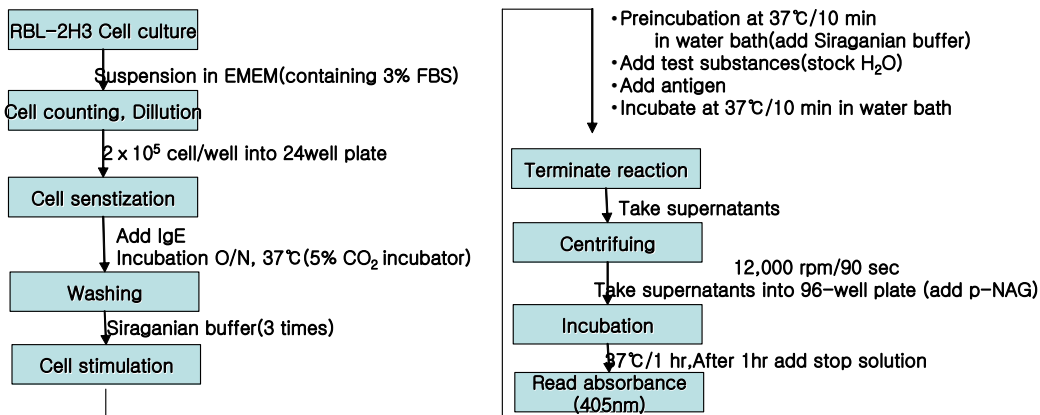 RBL-2H3 Cell culture
Suspension in EMEM(containing 3% FBS)
Cell counting, Dillution
2 x 10⁵ cell/well into 24well plate
Cell senstization
Add IgE
Incubation O/N, 37℃(5% CO₂ incubator)
Washing
Siraganian buffer(3 times)
Cell stimulation
•Preincubation at 37℃/10 min
in water bath(add Siraganian buffer)
•Add test substances(stock H₂O)
•Add antigen
•Incubate at 37℃/10 min in water bath
Terminate reaction
Take supernatants
Centrifuing
12,000 rpm/90 sec
Take supernatants into 96-well plate (add p-NAG)
Incubation
37℃/1 hr,After 1hr add stop solution
Read absorbance
(405nm)